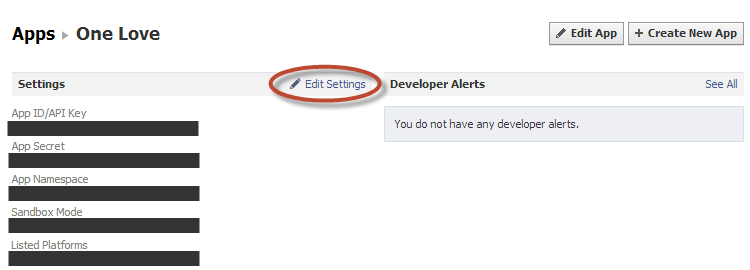 Apps ▸ One Love
Edit App
+ Create New App
Settings
Edit Settings
Developer Alerts
See All
App ID/API Key
You do not have any developer alerts.
App Secret
App Namespace
Sandbox Mode
Listed Platforms